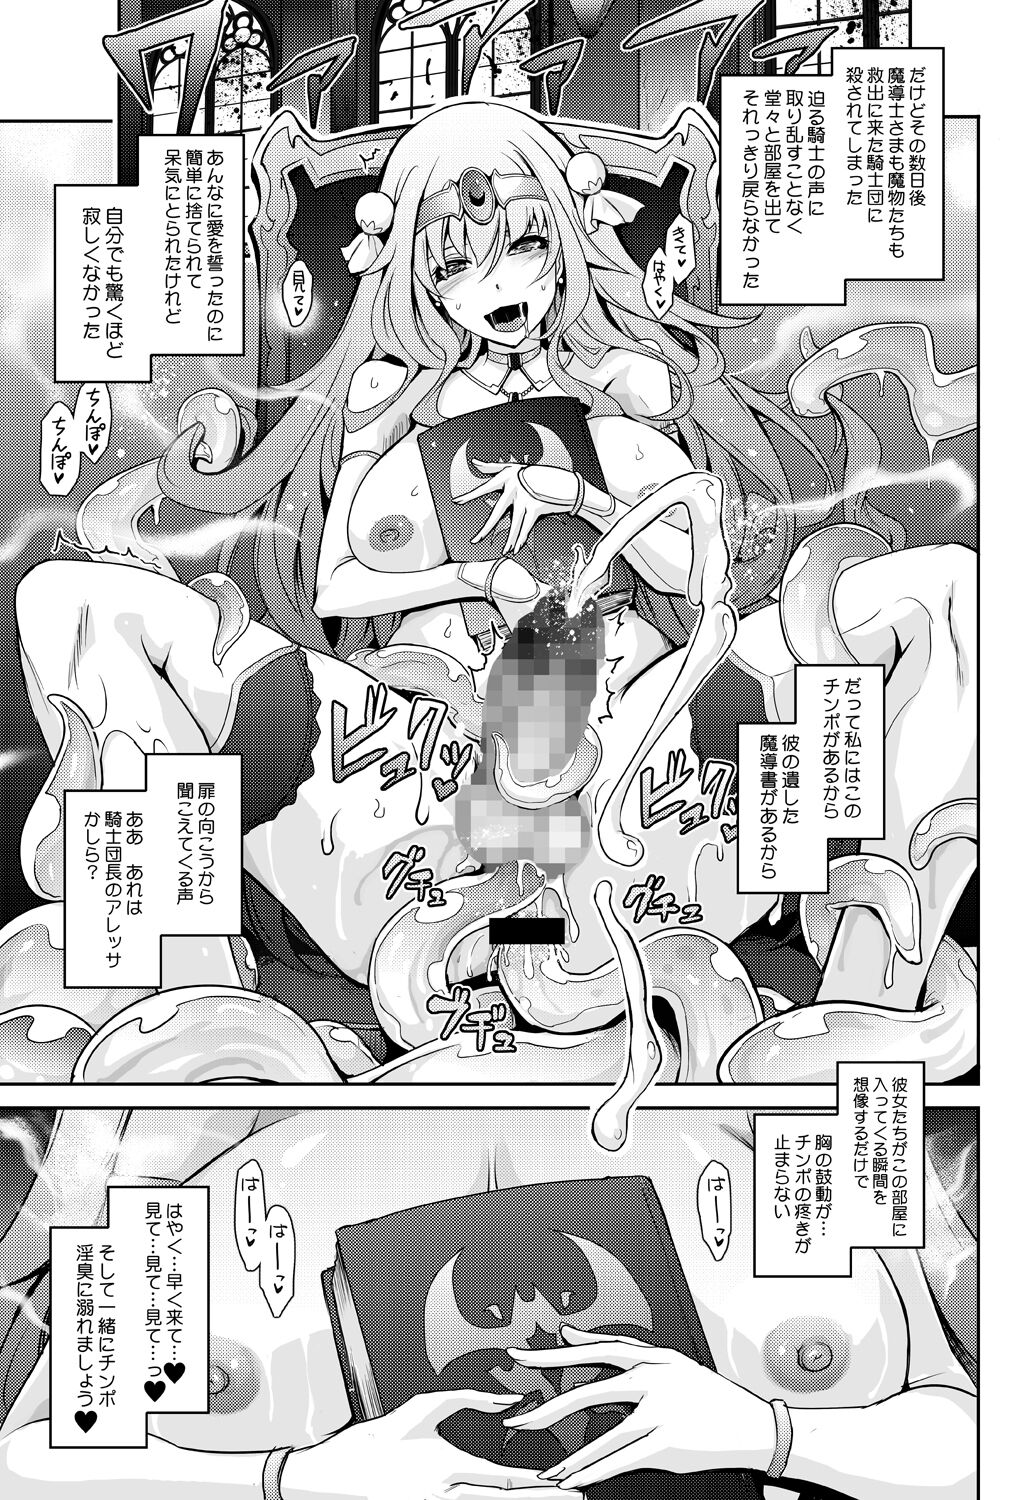 だけどその数日後
魔導士さまも魔物たちも
救出に来た騎士団に
殺されてしまった
迫る騎士の声に
取り乱すことなく
堂々と部屋を出て
それっきり戻らなかった
ワァァァァ
きて♥
はやく♥
見て♥
あんなに愛を誓ったのに
簡単に捨てられて
呆気にとられたけれど
自分でも驚くほど
寂しくなかった
ちんぽ♥
ちんぽ♥
だって私にはこの
チンポがあるから
彼の遺した
魔導書があるから
ビュクッ♥
ビュクッ
扉の向こうから
聞こえてくる声
ああ あれは
騎士団長のアレッサ
かしら?
グチュ
グチュ
ブヂュ
彼女たちがこの部屋に
入ってくる瞬間を
想像するだけで
胸の鼓動が…
チンポの疼きが
止まらない
はーっ♥
はーっ♥
はーっ
はやく…早く来て…♥
見て…見て…見て…っ♥
そして一緒にチンポ
淫臭に溺れましょう♥